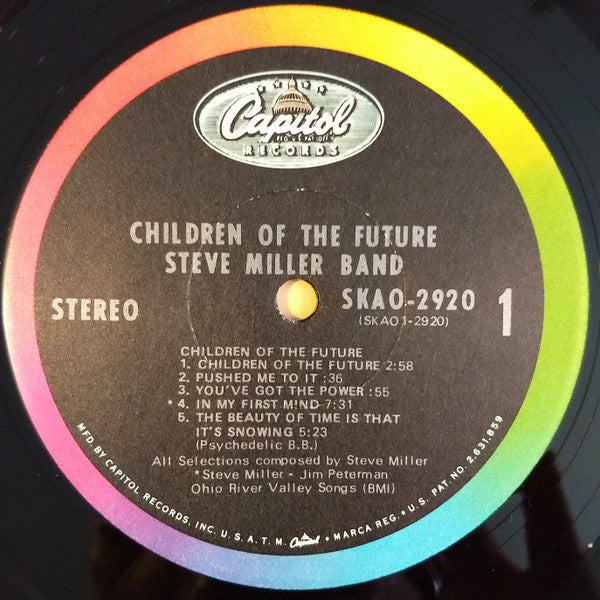 Capitol
REG. U.S. PAT. OFF.
RECORDS
CHILDREN OF THE FUTURE
STEVE MILLER BAND
STEREO
SKAO-2920
(SKAO 1-2920)
1
CHILDREN OF THE FUTURE
1. CHILDREN OF THE FUTURE 2:58
2. PUSHED ME TO IT :36
3. YOU'VE GOT THE POWER :55
*4. IN MY FIRST MIND 7:31
5. THE BEAUTY OF TIME IS THAT
IT'S SNOWING 5:23
(Psychedelic B.B.)
All Selections composed by Steve Miller
*Steve Miller - Jim Peterman
Ohio River Valley Songs (BMI)
MFD. BY CAPITOL RECORDS, INC. U.S.A. T.M. Capitol MARCA REG. • U.S. PAT. NO. 2,631,859